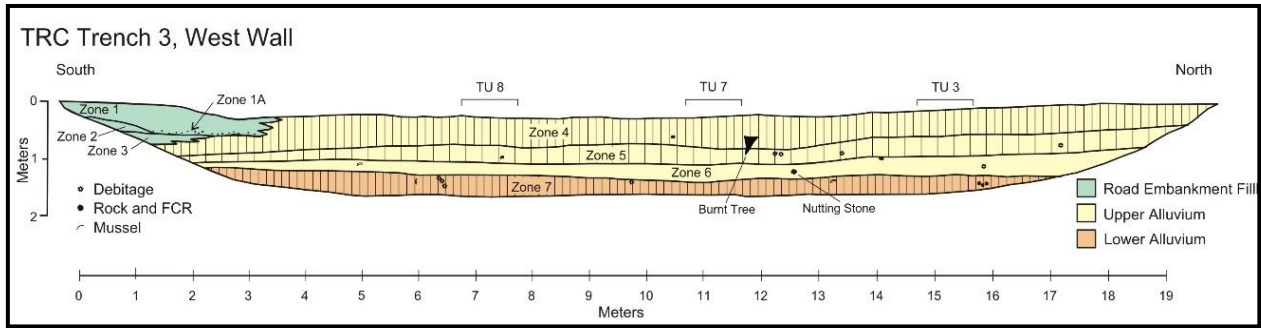 TRC Trench 3, West Wall
South
North
TU 8
TU 7
TU 3
0
1
2
Meters
Zone 1
Zone 1A
Zone 2
Zone 3
Zone 4
Zone 5
Zone 6
Zone 7
Burnt Tree
Nutting Stone
Debitage
Rock and FCR
Mussel
Road Embankment Fill
Upper Alluvium
Lower Alluvium
0 1 2 3 4 5 6 7 8 9 10 11 12 13 14 15 16 17 18 19
Meters